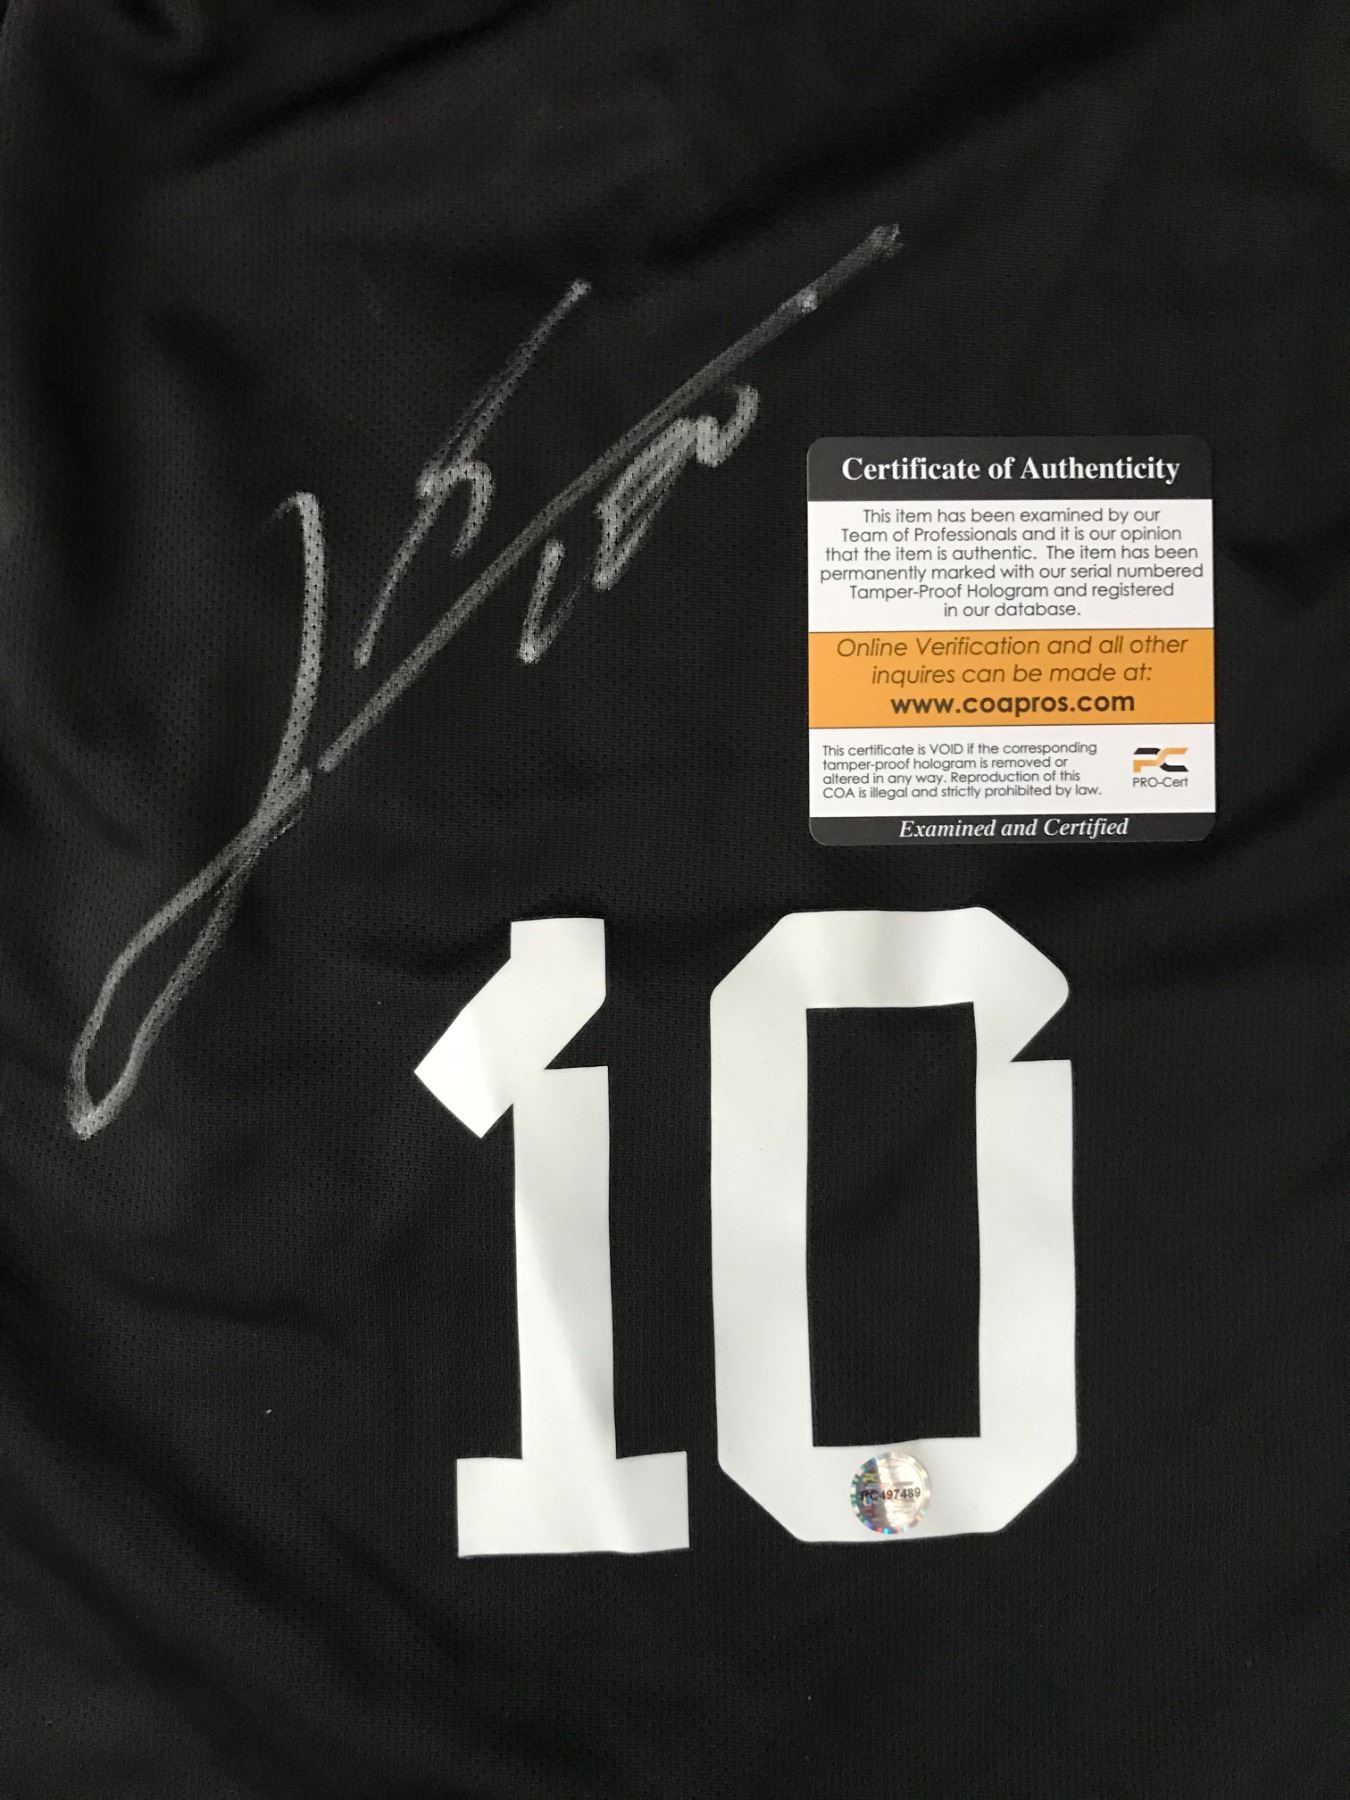 Certificate of Authenticity
This item has been examined by our
Team of Professionals and it is our opinion
that the item is authentic. The item has been
permanently marked with our serial numbered
Tamper-Proof Hologram and registered
in our database.
Online Verification and all other
inquires can be made at:
www.coapros.com
This certificate is VOID if the corresponding
tamper-proof hologram is removed or
altered in any way. Reproduction of this
COA is illegal and strictly prohibited by law.
PC
PRO-Cert
Examined and Certified
10
PC497489